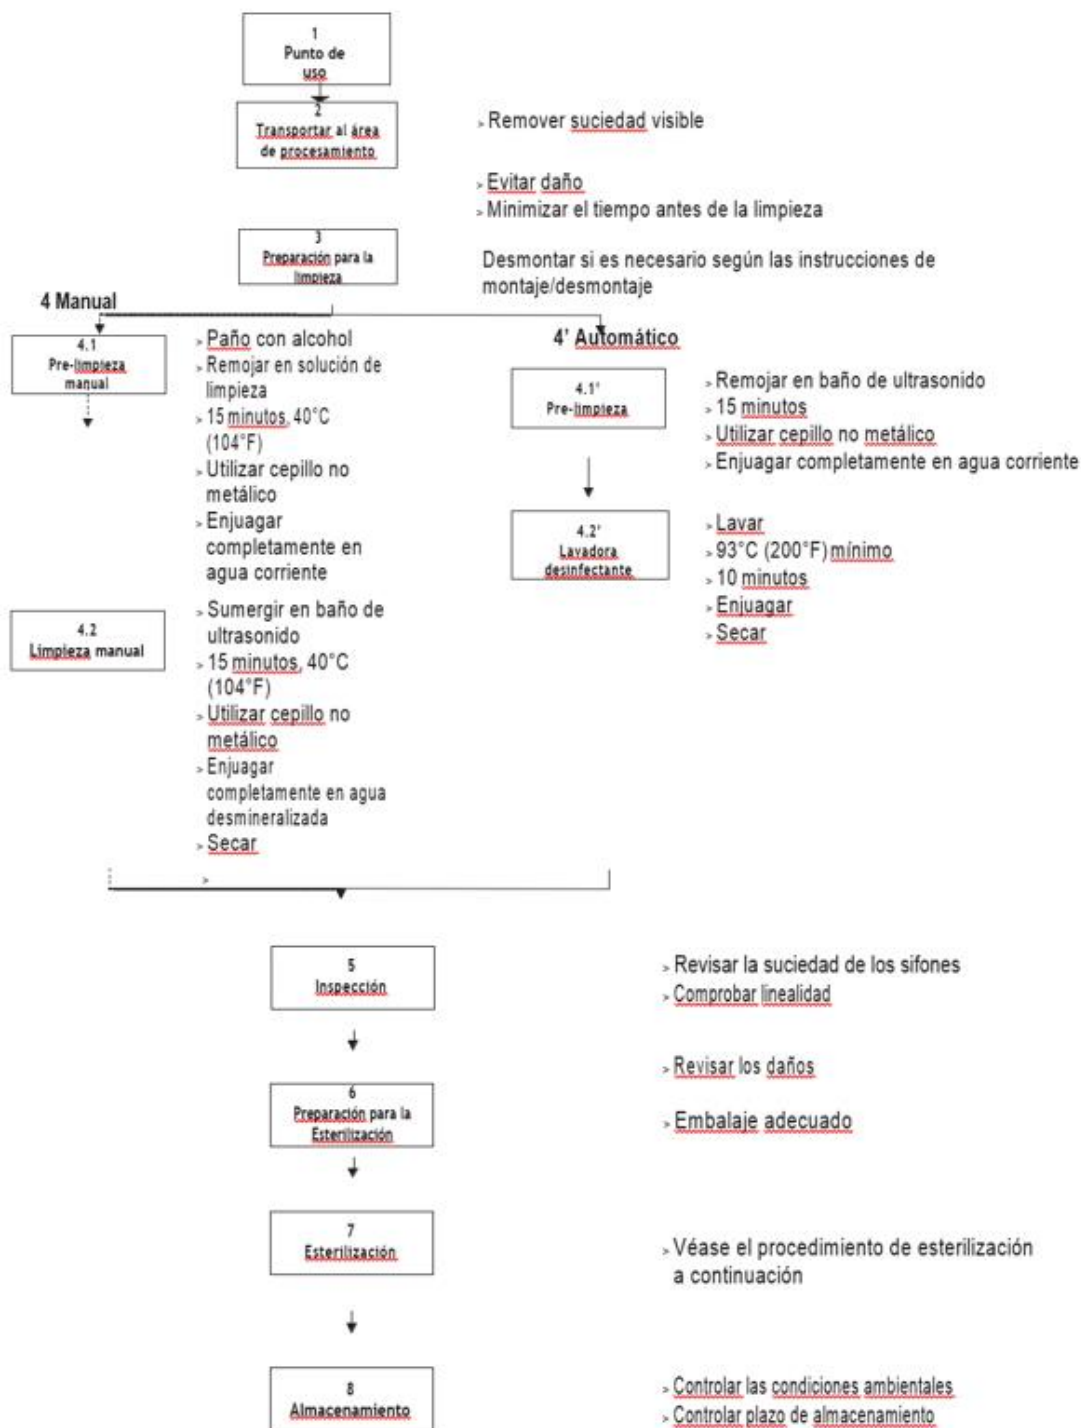 1
Punto de
uso
2
Transportar al área
de procesamiento
> Remover suciedad visible
> Evitar daño
> Minimizar el tiempo antes de la limpieza
3
Preparación para la
limpieza
Desmontar si es necesario según las instrucciones de
montaje/desmontaje
4 Manual
4.1
Pre-limpieza
manual
> Paño con alcohol
> Remojar en solución de
limpieza
> 15 minutos, 40°C
(104°F)
> Utilizar cepillo no
metálico
> Enjuagar
completamente en
agua corriente
4.2
Limpieza manual
> Sumergir en baño de
ultrasonido
> 15 minutos, 40°C
(104°F)
> Utilizar cepillo no
metálico
> Enjuagar
completamente en agua
desmineralizada
> Secar
>
4' Automático
4.1'
Pre-limpieza
> Remojar en baño de ultrasonido
> 15 minutos
> Utilizar cepillo no metálico
> Enjuagar completamente en agua corriente
4.2'
Lavadora
desinfectante
> Lavar
> 93°C (200°F) mínimo
> 10 minutos
> Enjuagar
> Secar
5
Inspección
> Revisar la suciedad de los sifones
> Comprobar linealidad
> Revisar los daños
6
Preparación para la
Esterilización
> Embalaje adecuado
7
Esterilización
> Véase el procedimiento de esterilización
a continuación
8
Almacenamiento
> Controlar las condiciones ambientales
> Controlar plazo de almacenamiento